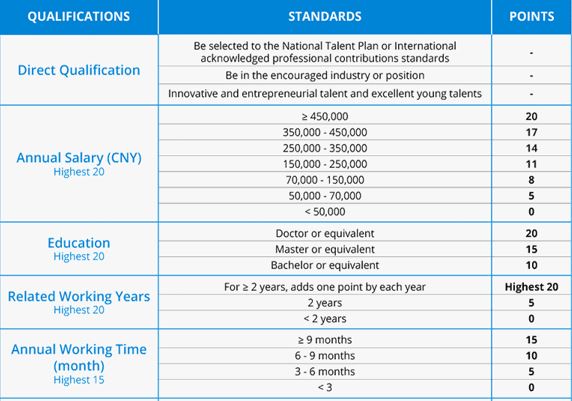 QUALIFICATIONS STANDARDS POINTS
Direct Qualification
Be selected to the National Talent Plan or International
acknowledged professional contributions standards -
Be in the encouraged industry or position -
Innovative and entrepreneurial talent and excellent young talents -
Annual Salary (CNY)
Highest 20
≥ 450,000 20
350,000 - 450,000 17
250,000 - 350,000 14
150,000 - 250,000 11
70,000 - 150,000 8
50,000 - 70,000 5
< 50,000 0
Education
Highest 20
Doctor or equivalent 20
Master or equivalent 15
Bachelor or equivalent 10
Related Working Years
Highest 20
For ≥ 2 years, adds one point by each year Highest 20
2 years 5
< 2 years 0
Annual Working Time
(month)
Highest 15
≥ 9 months 15
6 - 9 months 10
3 - 6 months 5
< 3 0